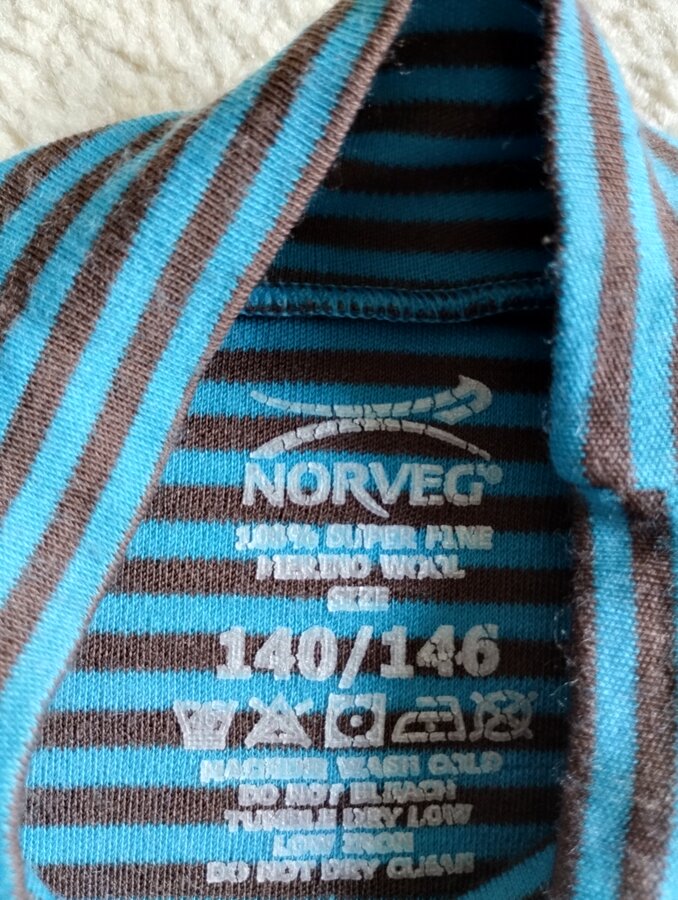 NORVEG®
100% SUPER FINE
MERINO WOOL
SIZE
140/146
MACHINE WASH COLD
DO NOT BLEACH
TUMBLE DRY LOW
LOW IRON
DO NOT DRY CLEAN